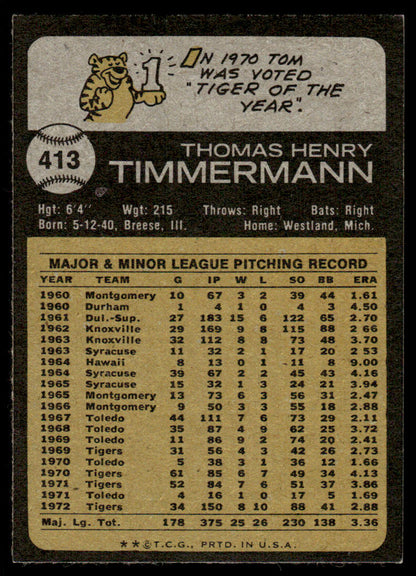 1
IN 1970 TOM
WAS VOTED
"TIGER OF THE
YEAR".
413
THOMAS HENRY
TIMMERMANN
Hgt: 6'4" Wgt: 215 Throws: Right Bats: Right
Born: 5-12-40, Breese, Ill. Home: Westland, Mich.
MAJOR & MINOR LEAGUE PITCHING RECORD
YEAR TEAM G IP W L SO BB ERA
1960 Montgomery 10 67 3 2 39 44 1.61
1960 Durham 1 4 0 0 3 4 4.50
1961 Dul.-Sup. 27 183 15 6 122 65 2.70
1962 Knoxville 29 169 9 8 115 88 2.66
1963 Knoxville 32 112 8 8 73 48 3.70
1963 Syracuse 11 32 2 1 17 20 2.53
1964 Hawaii 8 13 0 1 - 11 8 9.00
1964 Syracuse 39 67 2 2 45 43 4.16
1965 Syracuse 15 32 1 3 24 21 3.94
1965 Montgomery 13 73 5 6 56 31 2.47
1966 Montgomery 9 50 3 3 55 18 2.88
1967 Toledo 44 111 7 6 73 29 2.11
1968 Toledo 35 87 4 9 62 25 3.72
1969 Toledo 11 86 9 2 74 20 2.41
1969 Tigers 31 56 4 3 42 26 2.73
1970 Toledo 5 38 3 1 36 5 1.66
1970 Tigers 61 85 6 7 49 34 4.13
1971 Tigers 52 84 7 6 51 37 3.86
1971 Toledo 4 16 1 0 17 5 1.69
1972 Tigers 34 150 8 10 88 41 2.88
Maj. Lg. Tot. 178 375 25 26 230 138 3.36
★★©T.C.G., PRTD. IN U.S.A.